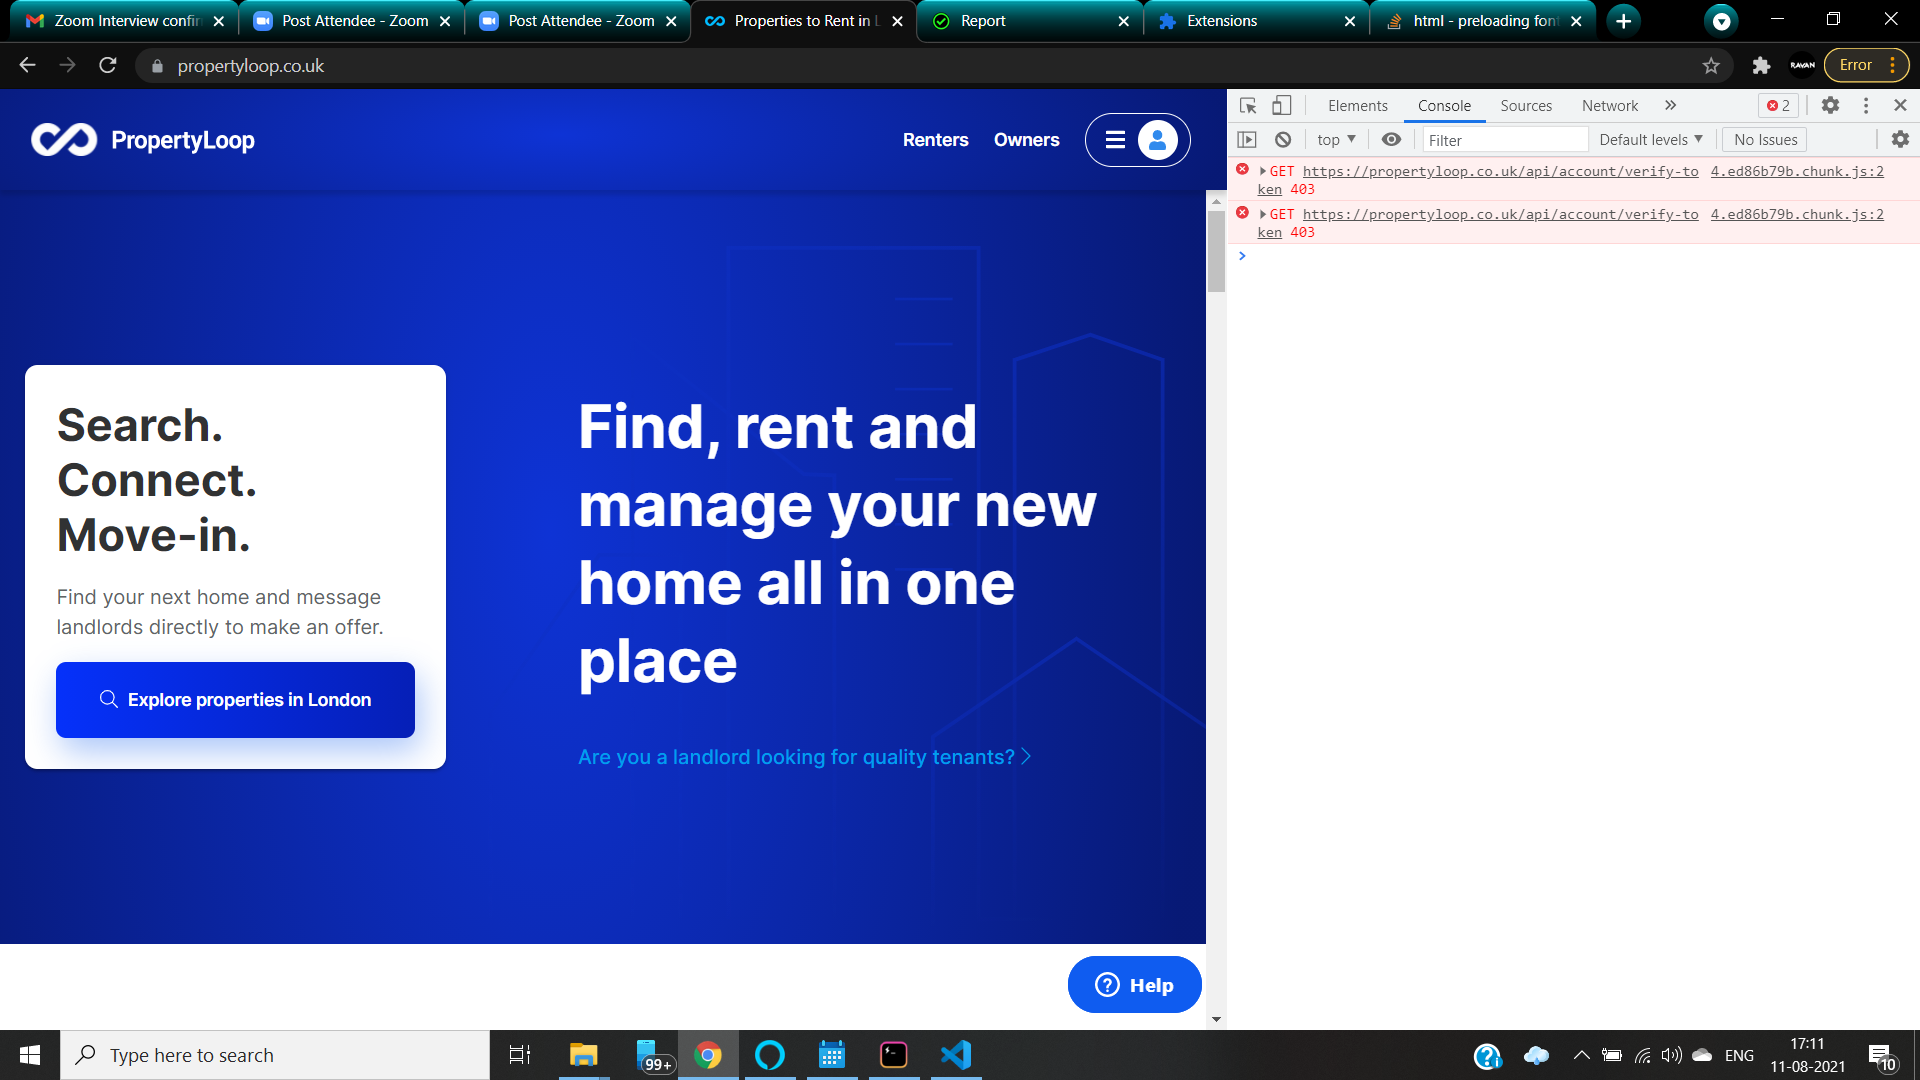 Zoom Interview confir
Post Attendee - Zoom
Post Attendee - Zoom
Properties to Rent in L
Report
Extensions
html - preloading font
propertyloop.co.uk
RAVAN
Error
PropertyLoop
Renters
Owners
Elements
Console
Sources
Network
2
top
Filter
Default levels
No Issues
GET https://propertyloop.co.uk/api/account/verify-to 4.ed86b79b.chunk.js:2
ken 403
GET https://propertyloop.co.uk/api/account/verify-to 4.ed86b79b.chunk.js:2
ken 403
Search.
Connect.
Move-in.
Find your next home and message
landlords directly to make an offer.
Explore properties in London
Find, rent and
manage your new
home all in one
place
Are you a landlord looking for quality tenants?
Help
Type here to search
99+
ENG
17:11
11-08-2021
10